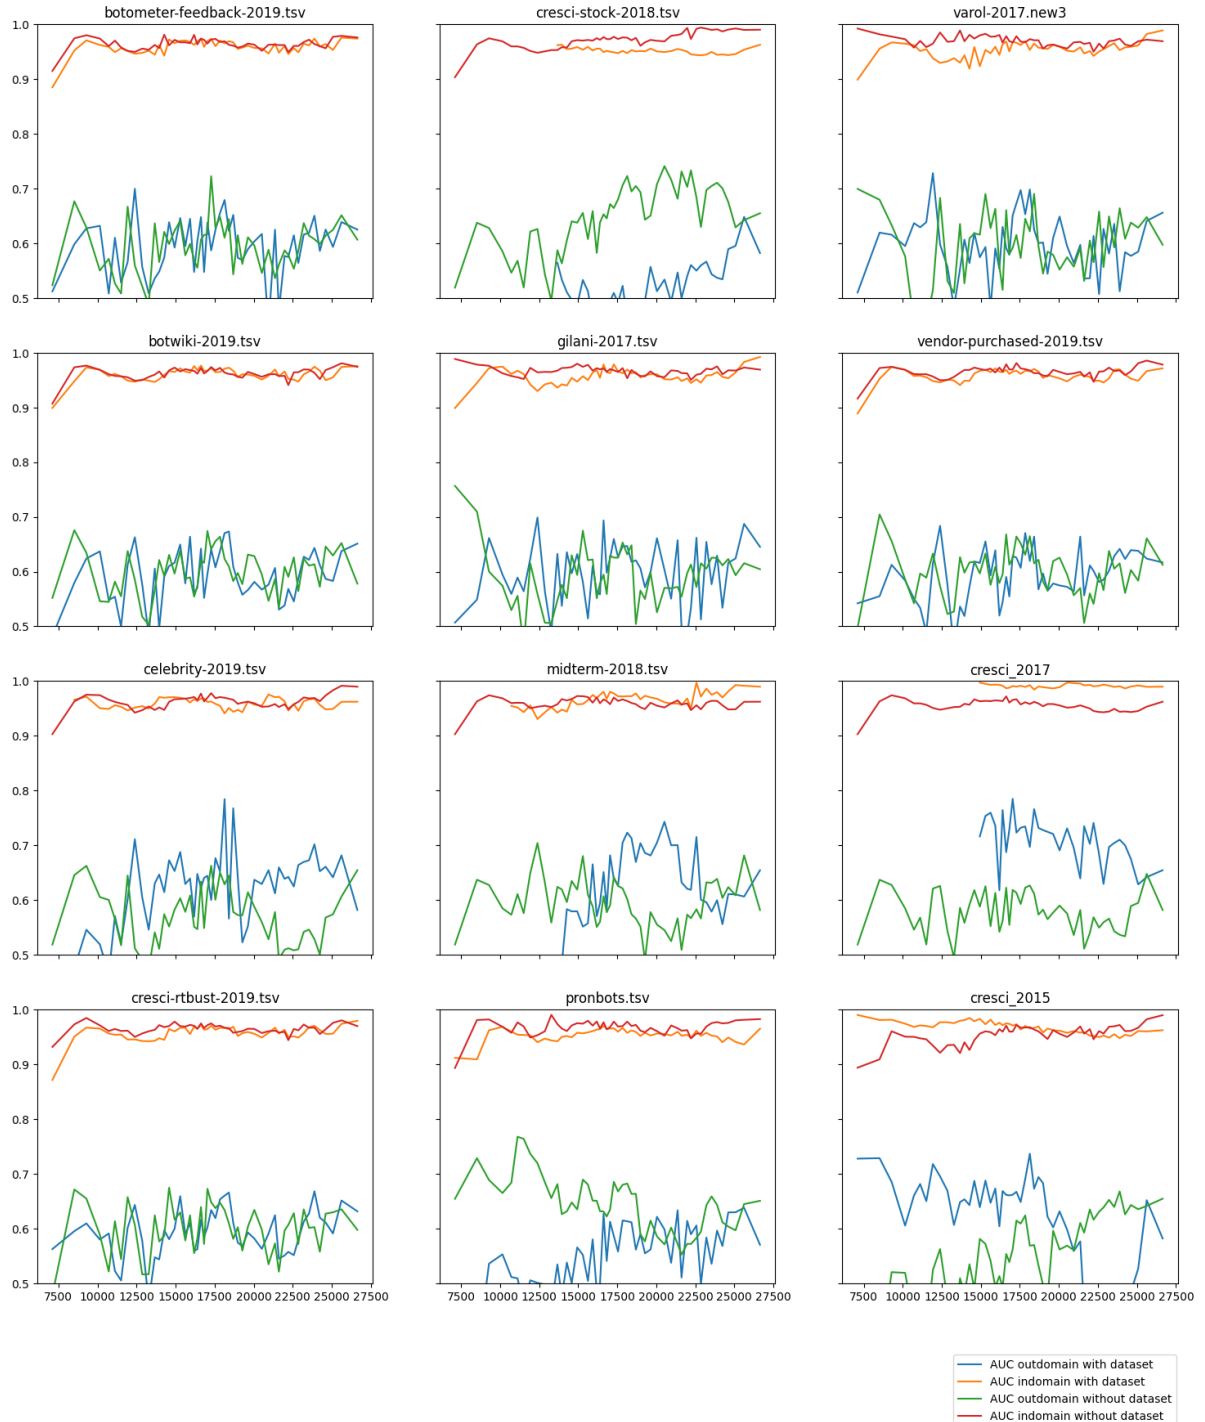 botometer-feedback-2019.tsv
cresci-stock-2018.tsv
varol-2017.new3
1.0
0.9
0.8
0.7
0.6
0.5
botwiki-2019.tsv
gilani-2017.tsv
vendor-purchased-2019.tsv
1.0
0.9
0.8
0.7
0.6
0.5
celebrity-2019.tsv
midterm-2018.tsv
cresci_2017
1.0
0.9
0.8
0.7
0.6
0.5
cresci-rtbust-2019.tsv
pronbots.tsv
cresci_2015
1.0
0.9
0.8
0.7
0.6
0.5
7500 10000 12500 15000 17500 20000 22500 25000 27500
7500 10000 12500 15000 17500 20000 22500 25000 27500
7500 10000 12500 15000 17500 20000 22500 25000 27500
AUC outdomain with dataset
AUC indomain with dataset
AUC outdomain without dataset
AUC indomain without dataset